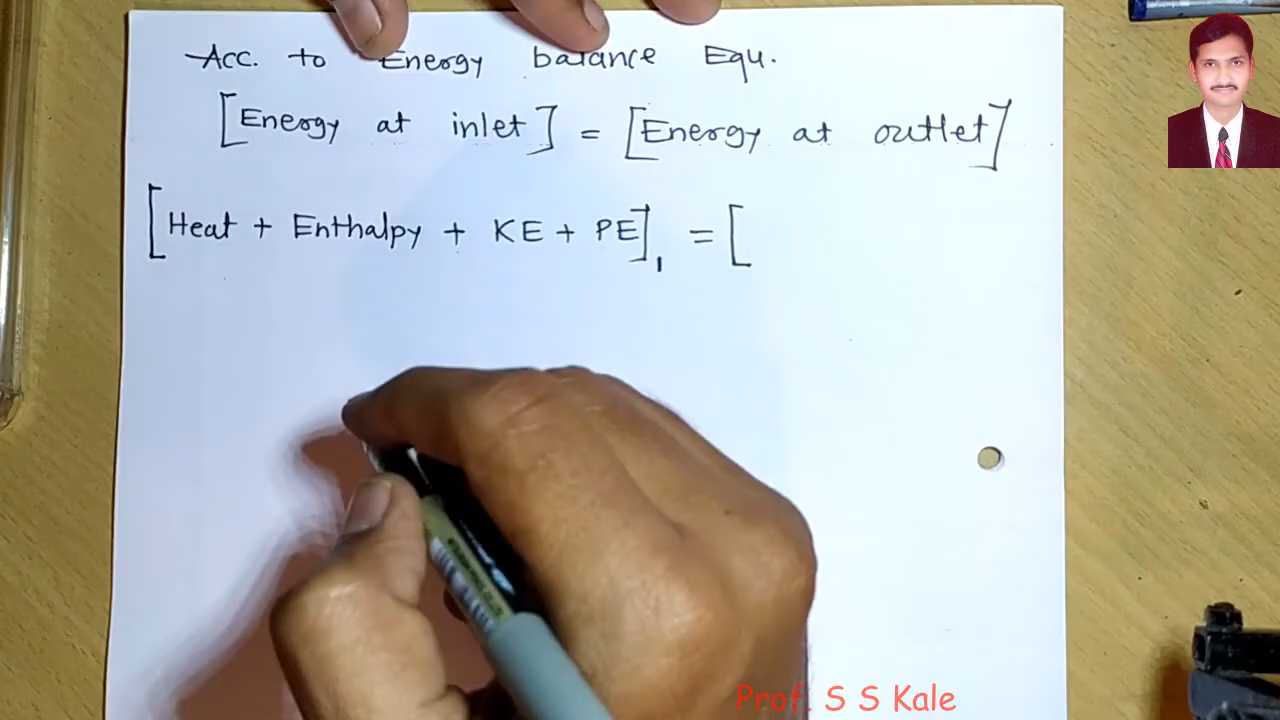 Acc. to Energy balance Equ.
[Energy at inlet] = [Energy at outlet]
[Heat + Enthalpy + KE + PE]₁ = [
Prof. S S Kale